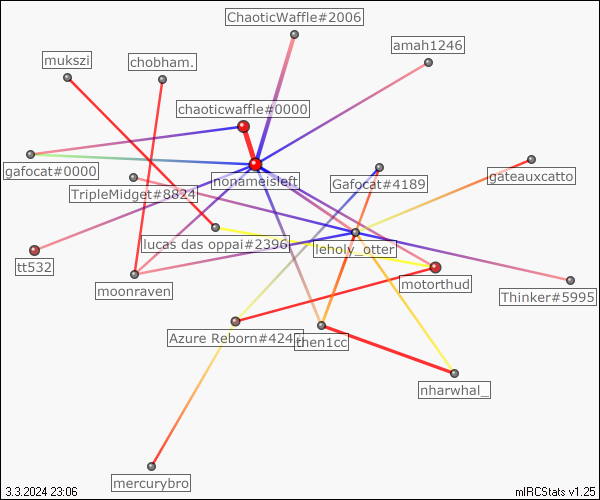 ChaoticWaffle#2006
amah1246
mukszi
chobham.
chaoticwaffle#0000
gafocat#0000
nonameisleft
Gafocat#4189
gateauxcatto
TripleMidget#8824
lucas das oppai#2396
leholy_otter
tt532
moonraven
motorthud
Thinker#5995
Azure Reborn#424
then1cc
nharwhal_
mercurybro
3.3.2024 23:06
mIRCStats v1.25